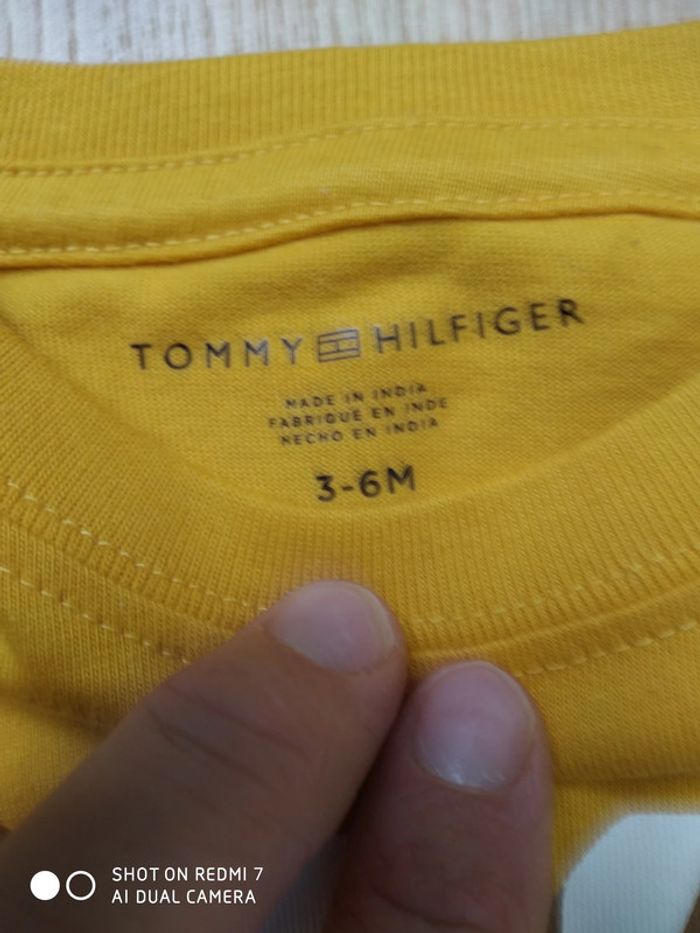 TOMMY HILFIGER
MADE IN INDIA
FABRIQUE EN INDE
HECHO EN INDIA
3-6M
SHOT ON REDMI 7
AI DUAL CAMERA